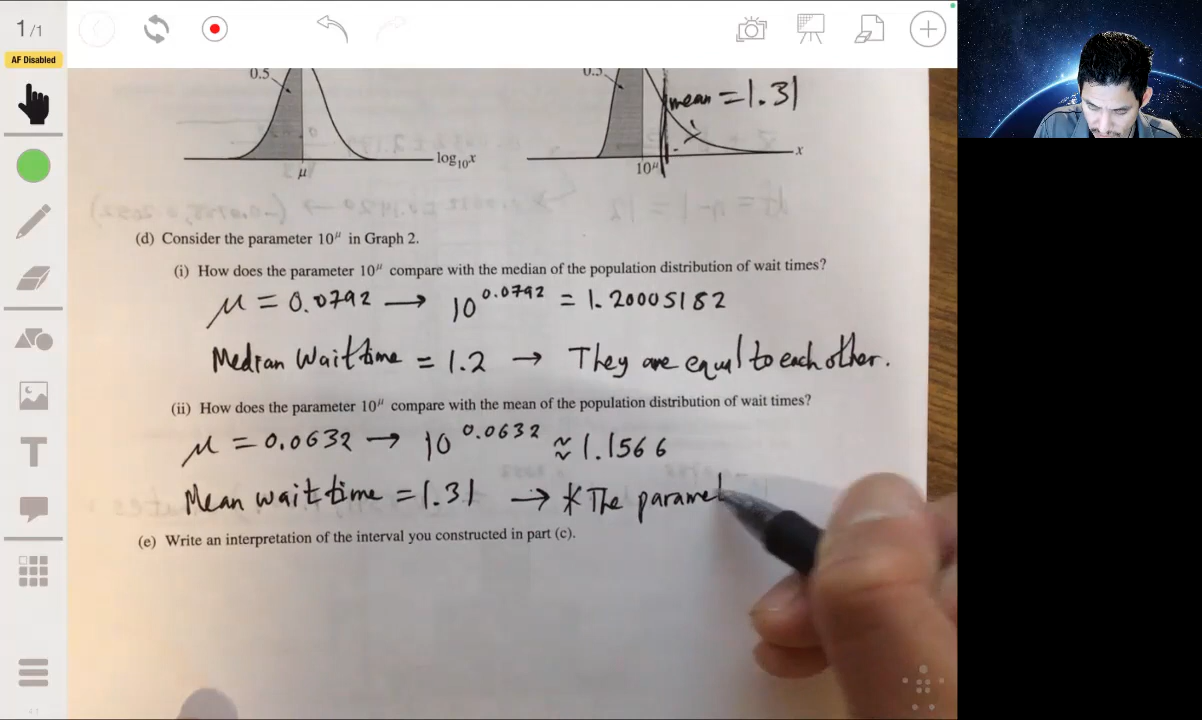 1/1
AF Disabled
0.5
0.5
mean = 1.31
log₁₀x
x
μ
10^μ
(d) Consider the parameter 10^μ in Graph 2.
(i) How does the parameter 10^μ compare with the median of the population distribution of wait times?
μ = 0.0792 → 10^0.0792 = 1.20005182
Median Wait time = 1.2 → They are equal to each other.
(ii) How does the parameter 10^μ compare with the mean of the population distribution of wait times?
μ = 0.0632 → 10^0.0632 ≈ 1.1566
Mean wait time = 1.31 → * The paramet
(e) Write an interpretation of the interval you constructed in part (c).
T